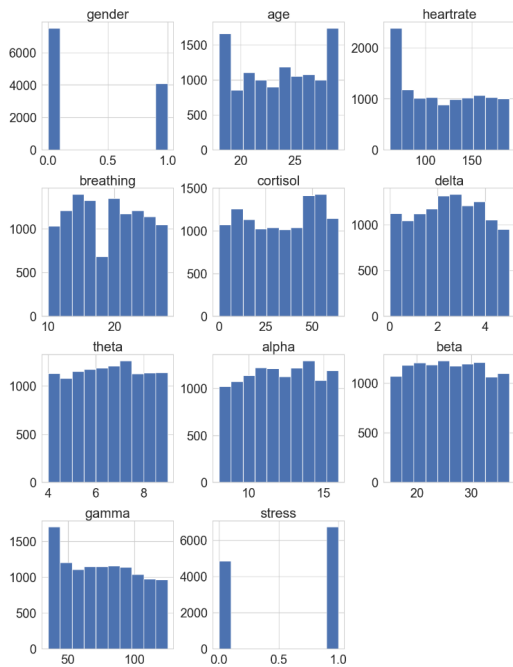 gender age heartrate
6000 1500 2000
4000 1000
2000 500 1000
0 0 0
0.0 0.5 1.0 20 25 100 150
breathing cortisol delta
1500
1000 1000 1000
500 500 500
0 0 0
10 20 0 25 50 0 2 4
theta alpha beta
1000 1000 1000
500 500 500
0 0 0
4 6 8 10 15 20 30
gamma stress
1500 6000
1000 4000
500 2000
0 0
50 100 0.0 0.5 1.0